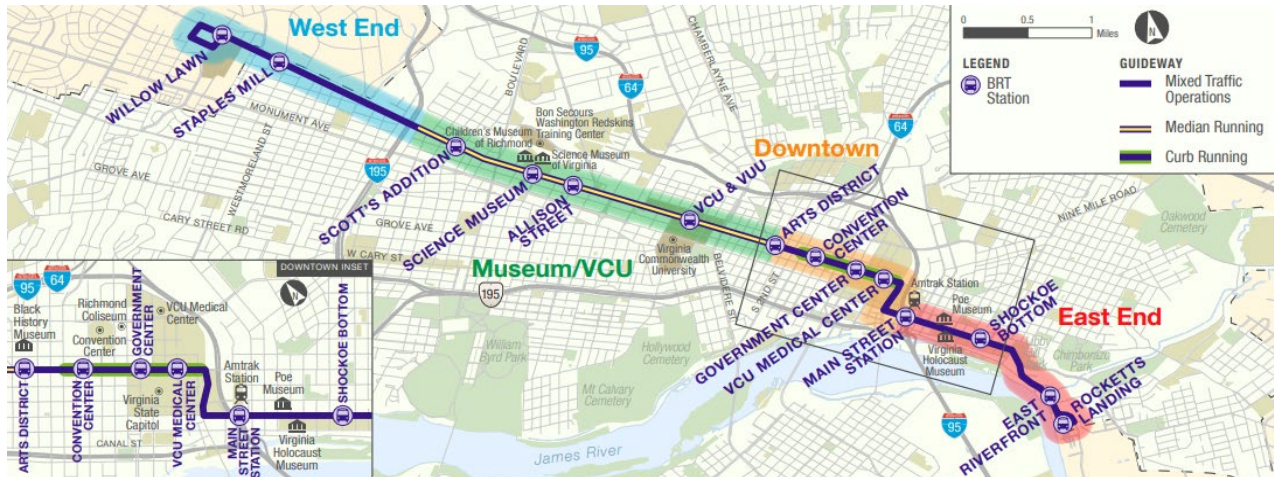 West End
WILLOW LAWN
STAPLES MILL
MONUMENT AVE
GROVE AVE
WESTMORELAND ST
CARY STREET RD
195
BOULEVARD
95
64
CHAMBERLAYNE AVE
Bon Secours
Washington Redskins
Training Center
Children's Museum
of Richmond
Science Museum
of Virginia
SCOTT'S ADDITION
GROVE AVE
W CARY ST
SCIENCE MUSEUM
ALLISON
STREET
Museum/VCU
VCU & VUU
Virginia
Commonwealth
University
BELVIDERE ST
S 2ND ST
195
Downtown
64
ARTS DISTRICT
CONVENTION
CENTER
GOVERNMENT CENTER
VCU MEDICAL CENTER
MAIN STREET
STATION
Amtrak Station
Poe
Museum
Virginia
Holocaust
Museum
SHOCKOE
BOTTOM
East End
Chimborazo
Park
EAST
RIVERFRONT
ROCKETTS
LANDING
NINE MILE ROAD
Oakwood
Cemetery
95
William
Byrd Park
Hollywood
Cemetery
Mt Calvary
Cemetery
James River
0
0.5
1
Miles
N
LEGEND
BRT
Station
GUIDEWAY
Mixed Traffic
Operations
Median Running
Curb Running
DOWNTOWN INSET
N
95
64
Black
History
Museum
Richmond
Coliseum
Convention
Center
GOVERNMENT
CENTER
VCU Medical
Center
Amtrak
Station
Poe
Museum
SHOCKOE BOTTOM
ARTS DISTRICT
CONVENTION
CENTER
Virginia
State
Capitol
VCU MEDICAL
CENTER
MAIN
STREET
STATION
Virginia
Holocaust
Museum
CANAL ST